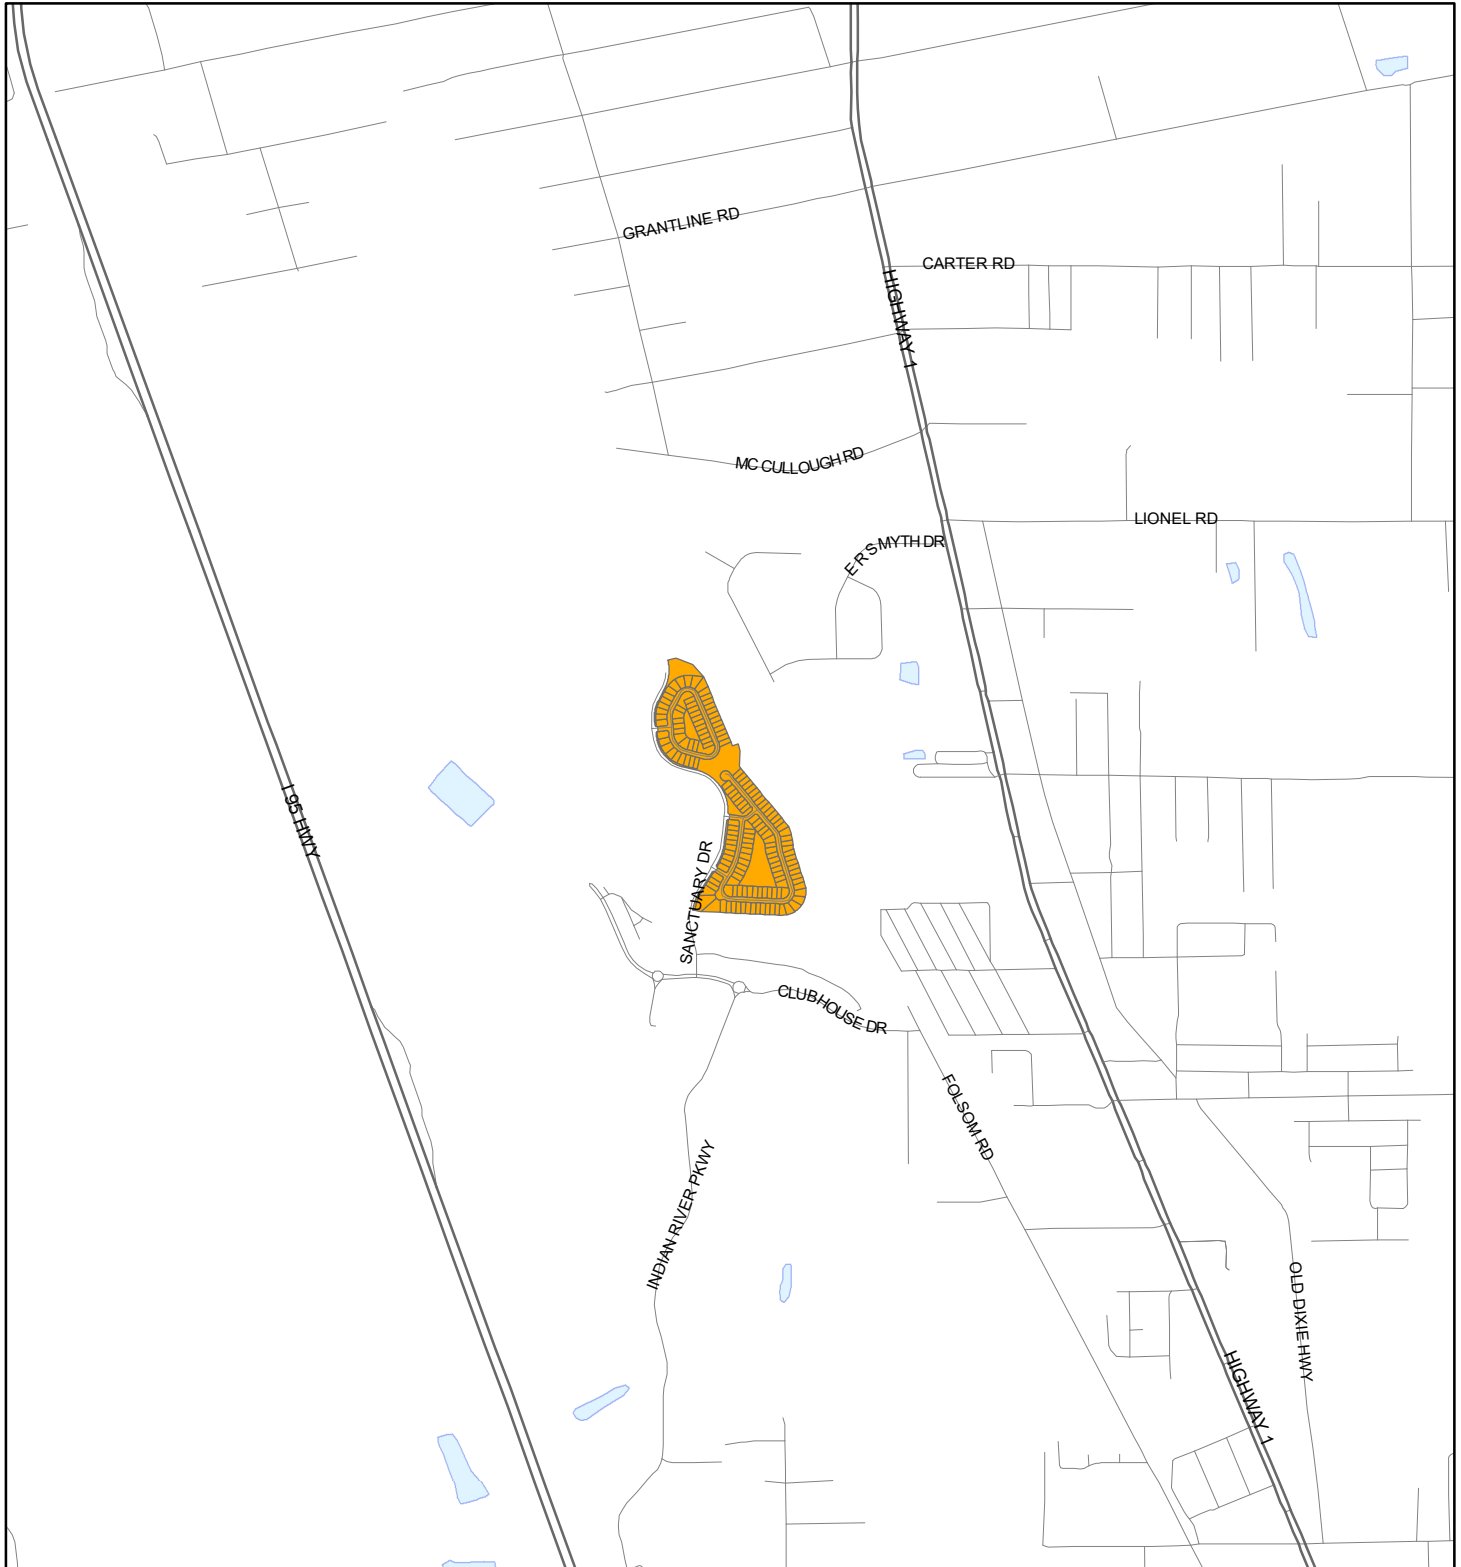 GRANTLINE RD
CARTER RD
HIGHWAY 1
MC CULLOUGH RD
LIONEL RD
E R SMYTH DR
I 95 HWY
SANCTUARY DR
CLUBHOUSE DR
FOLSOM RD
INDIAN RIVER PKWY
OLD DIXIE HWY
HIGHWAY 1